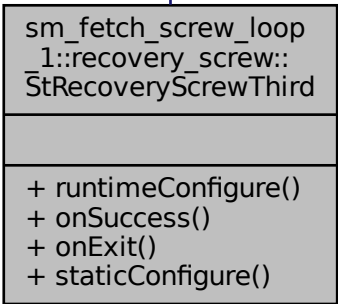 sm_fetch_screw_loop
_1::recovery_screw::
StRecoveryScrewThird
+ runtimeConfigure()
+ onSuccess()
+ onExit()
+ staticConfigure()